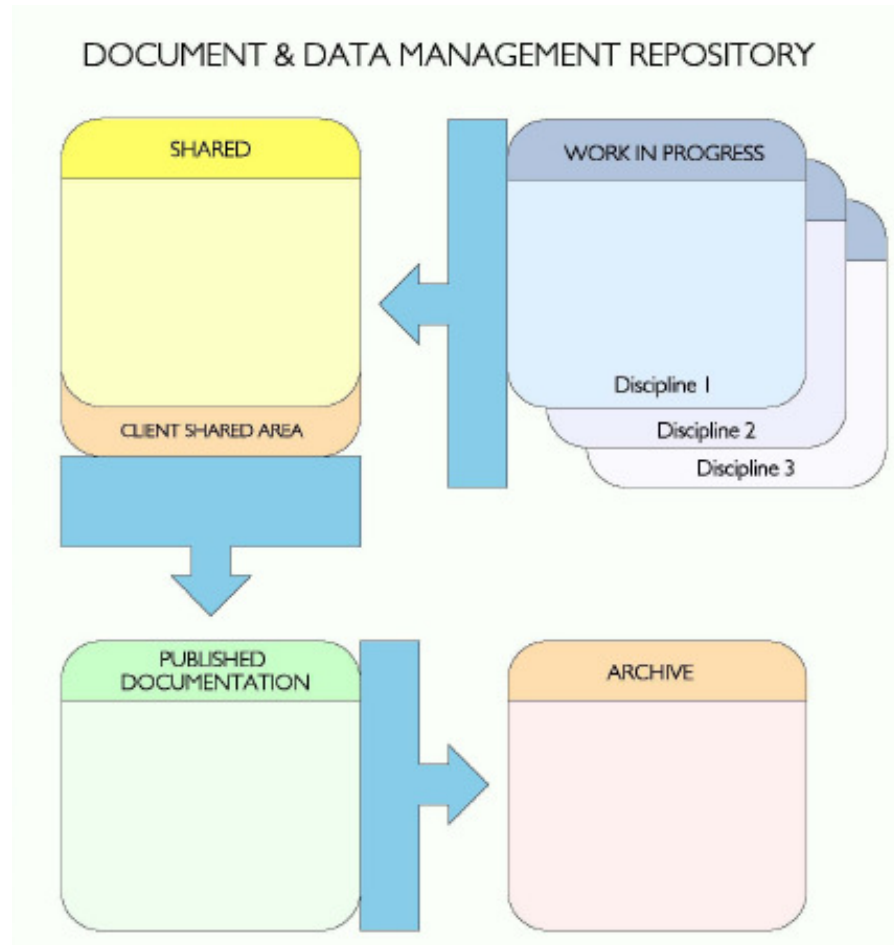 DOCUMENT & DATA MANAGEMENT REPOSITORY
SHARED
WORK IN PROGRESS
Discipline 1
CLIENT SHARED AREA
Discipline 2
Discipline 3
PUBLISHED
DOCUMENTATION
ARCHIVE